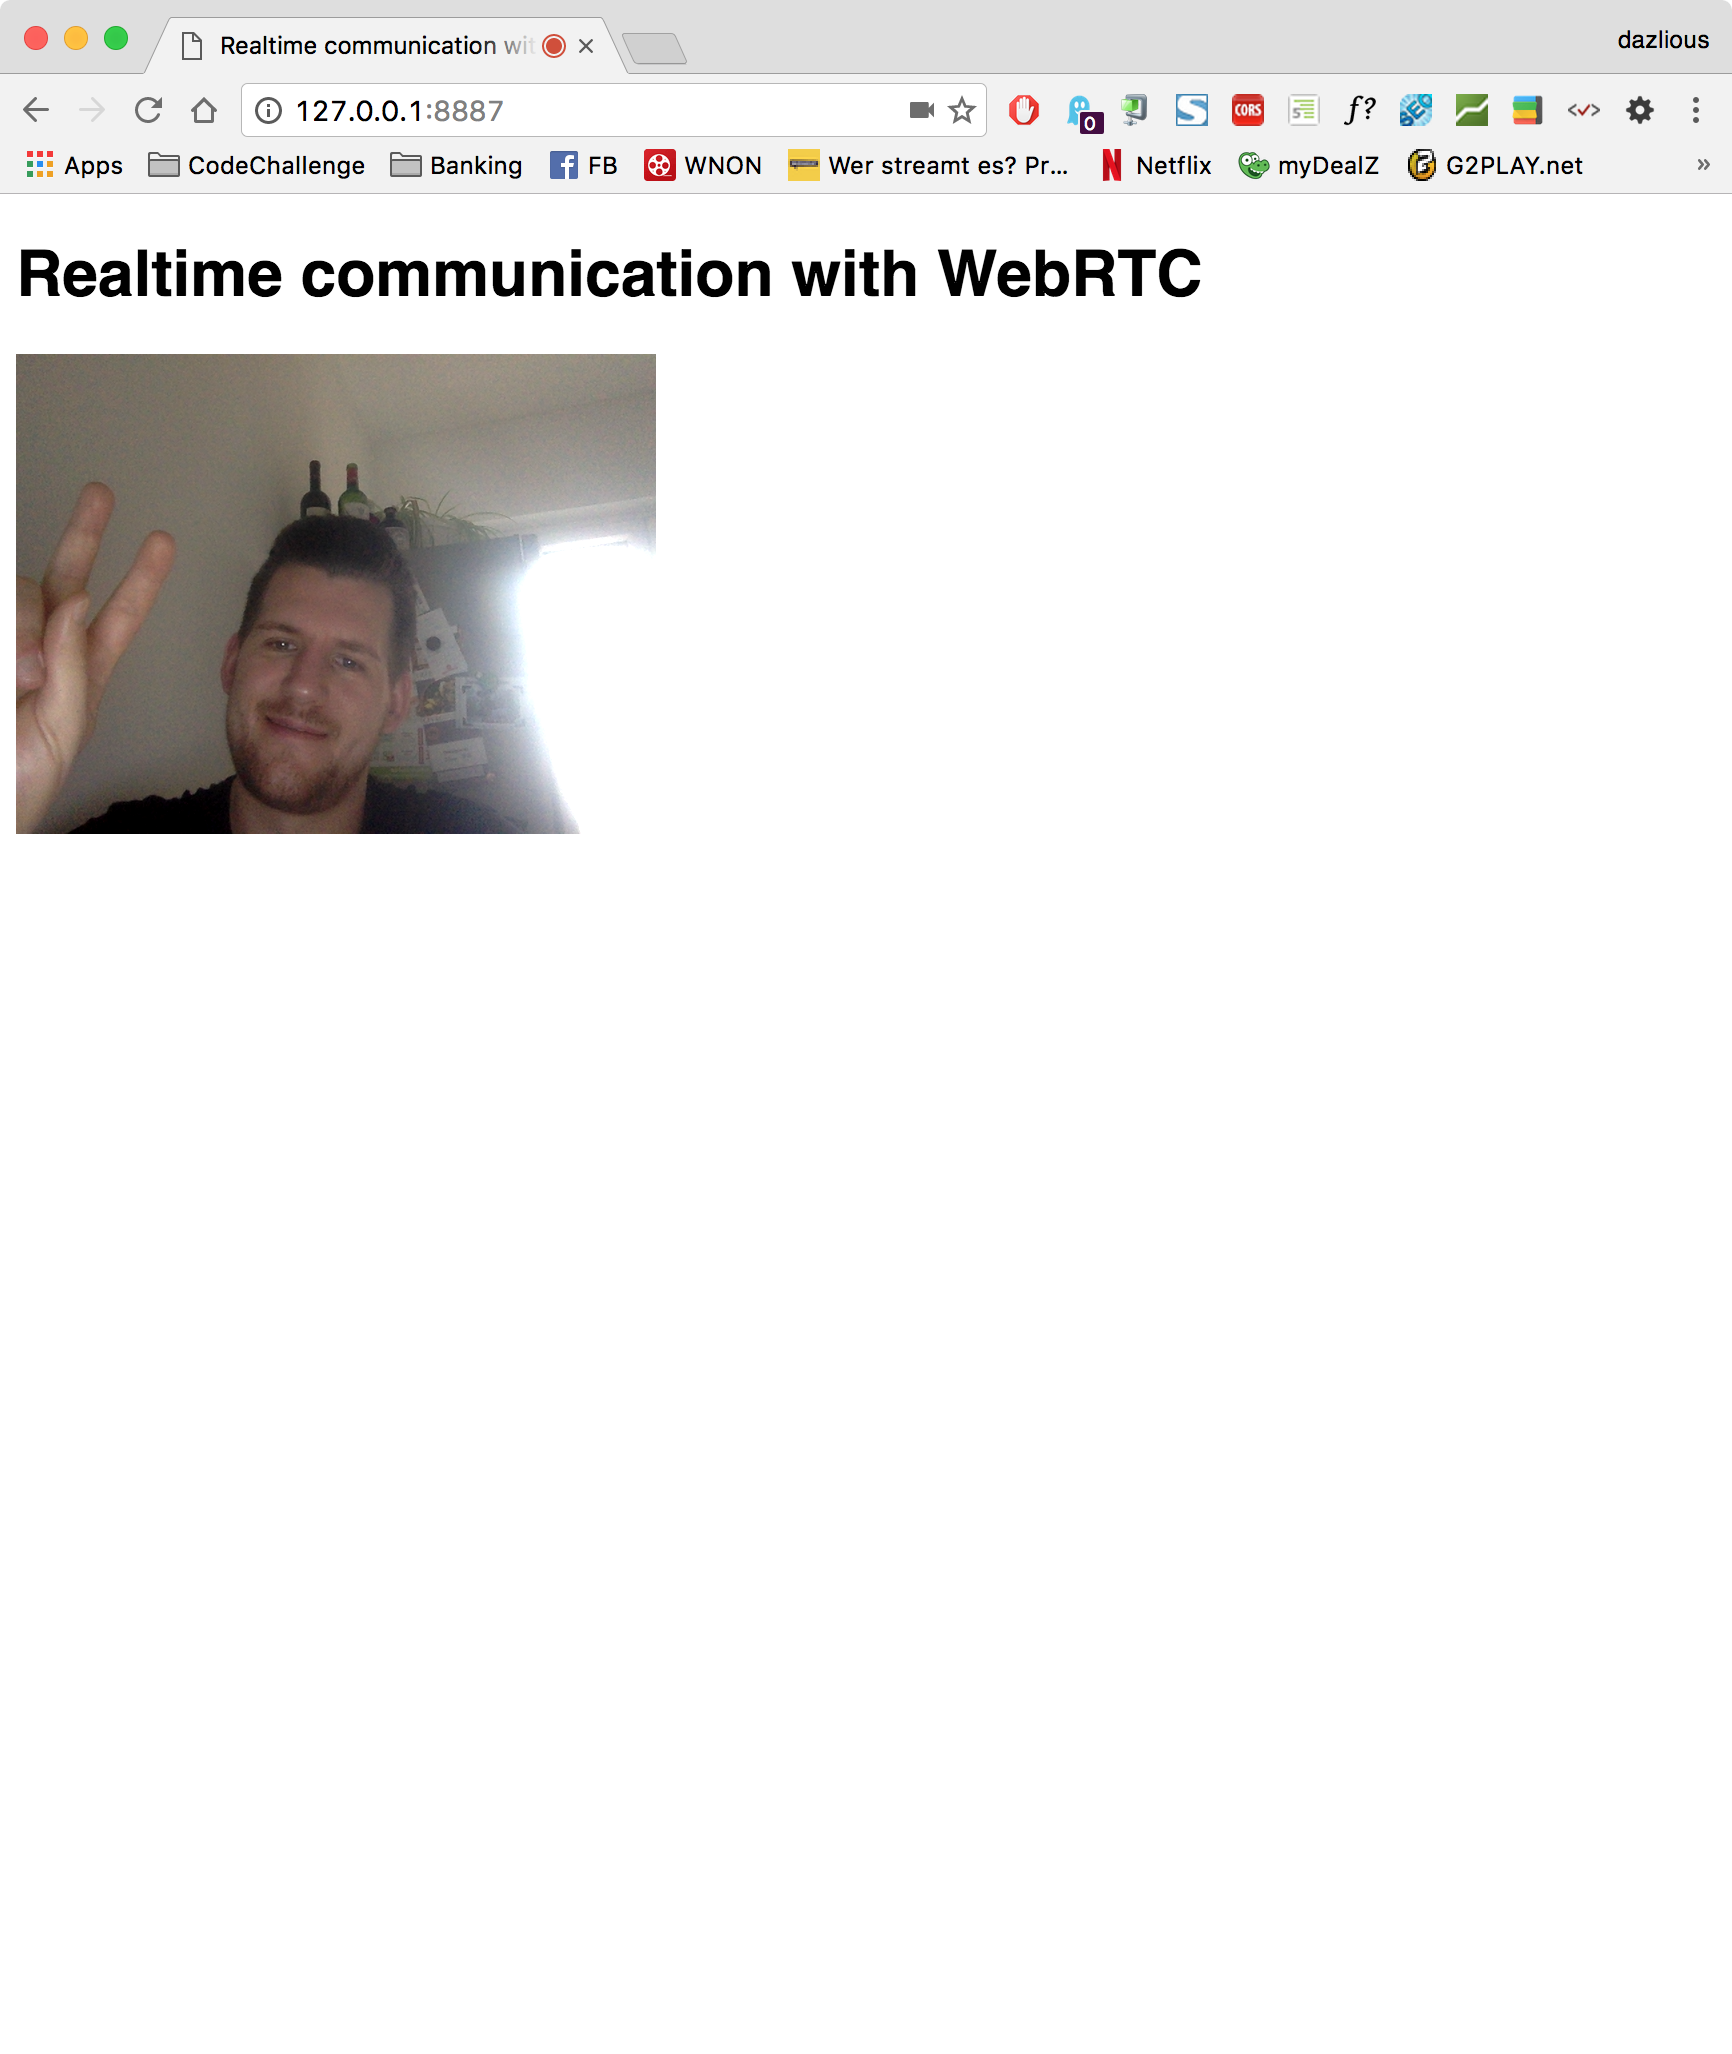 Realtime communication wit
dazlious
127.0.0.1:8887
0
CORS
f?
Apps
CodeChallenge
Banking
FB
WNON
Wer streamt es? Pr...
Netflix
myDealZ
G2PLAY.net
Realtime communication with WebRTC